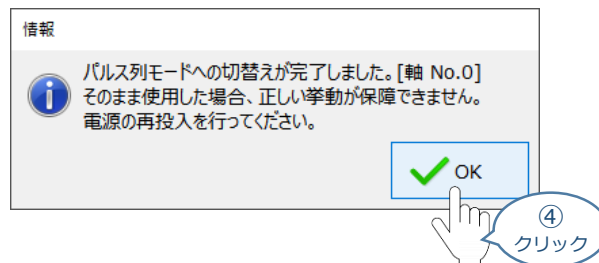 情報
パルス列モードへの切替えが完了しました。[軸 No.0]
そのまま使用した場合、正しい挙動が保障できません。
電源の再投入を行ってください。
OK
④
クリック